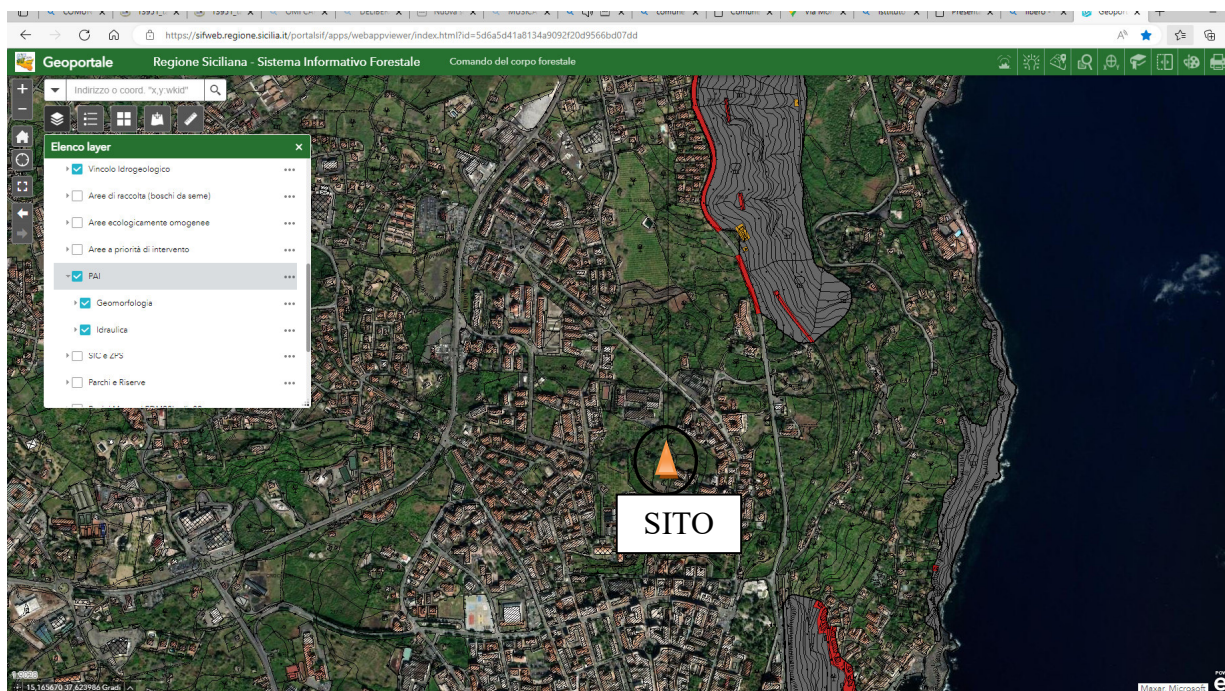 https://sifweb.regione.sicilia.it/portalsif/apps/webappviewer/index.html?id=5d6a5d41a8134a9092f20d9566bd07dd
Geoportale Regione Siciliana - Sistema Informativo Forestale Comando del corpo forestale
Indirizzo o coord. "x,y:wkid"
Elenco layer
Vincolo Idrogeologico
Aree di raccolta (boschi da seme)
Aree ecologicamente omogenee
Aree a priorità di intervento
PAI
Geomorfologia
Idraulica
SIC e ZPS
Parchi e Riserve
SITO
15,165670 37,623986 Gradi
Maxar, Microsoft